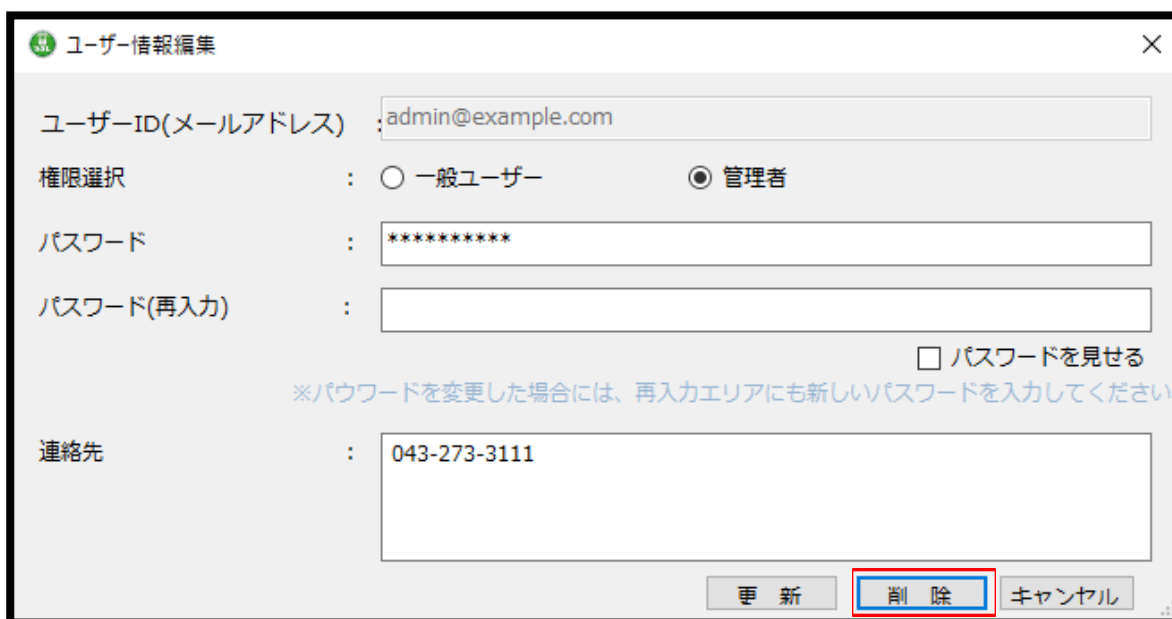 ユーザー情報編集
ユーザーID(メールアドレス) : admin@example.com
権限選択 : 一般ユーザー 管理者
パスワード : **********
パスワード(再入力) :
パスワードを見せる
※パウワードを変更した場合には、再入力エリアにも新しいパスワードを入力してください
連絡先 : 043-273-3111
更 新 削 除 キャンセル